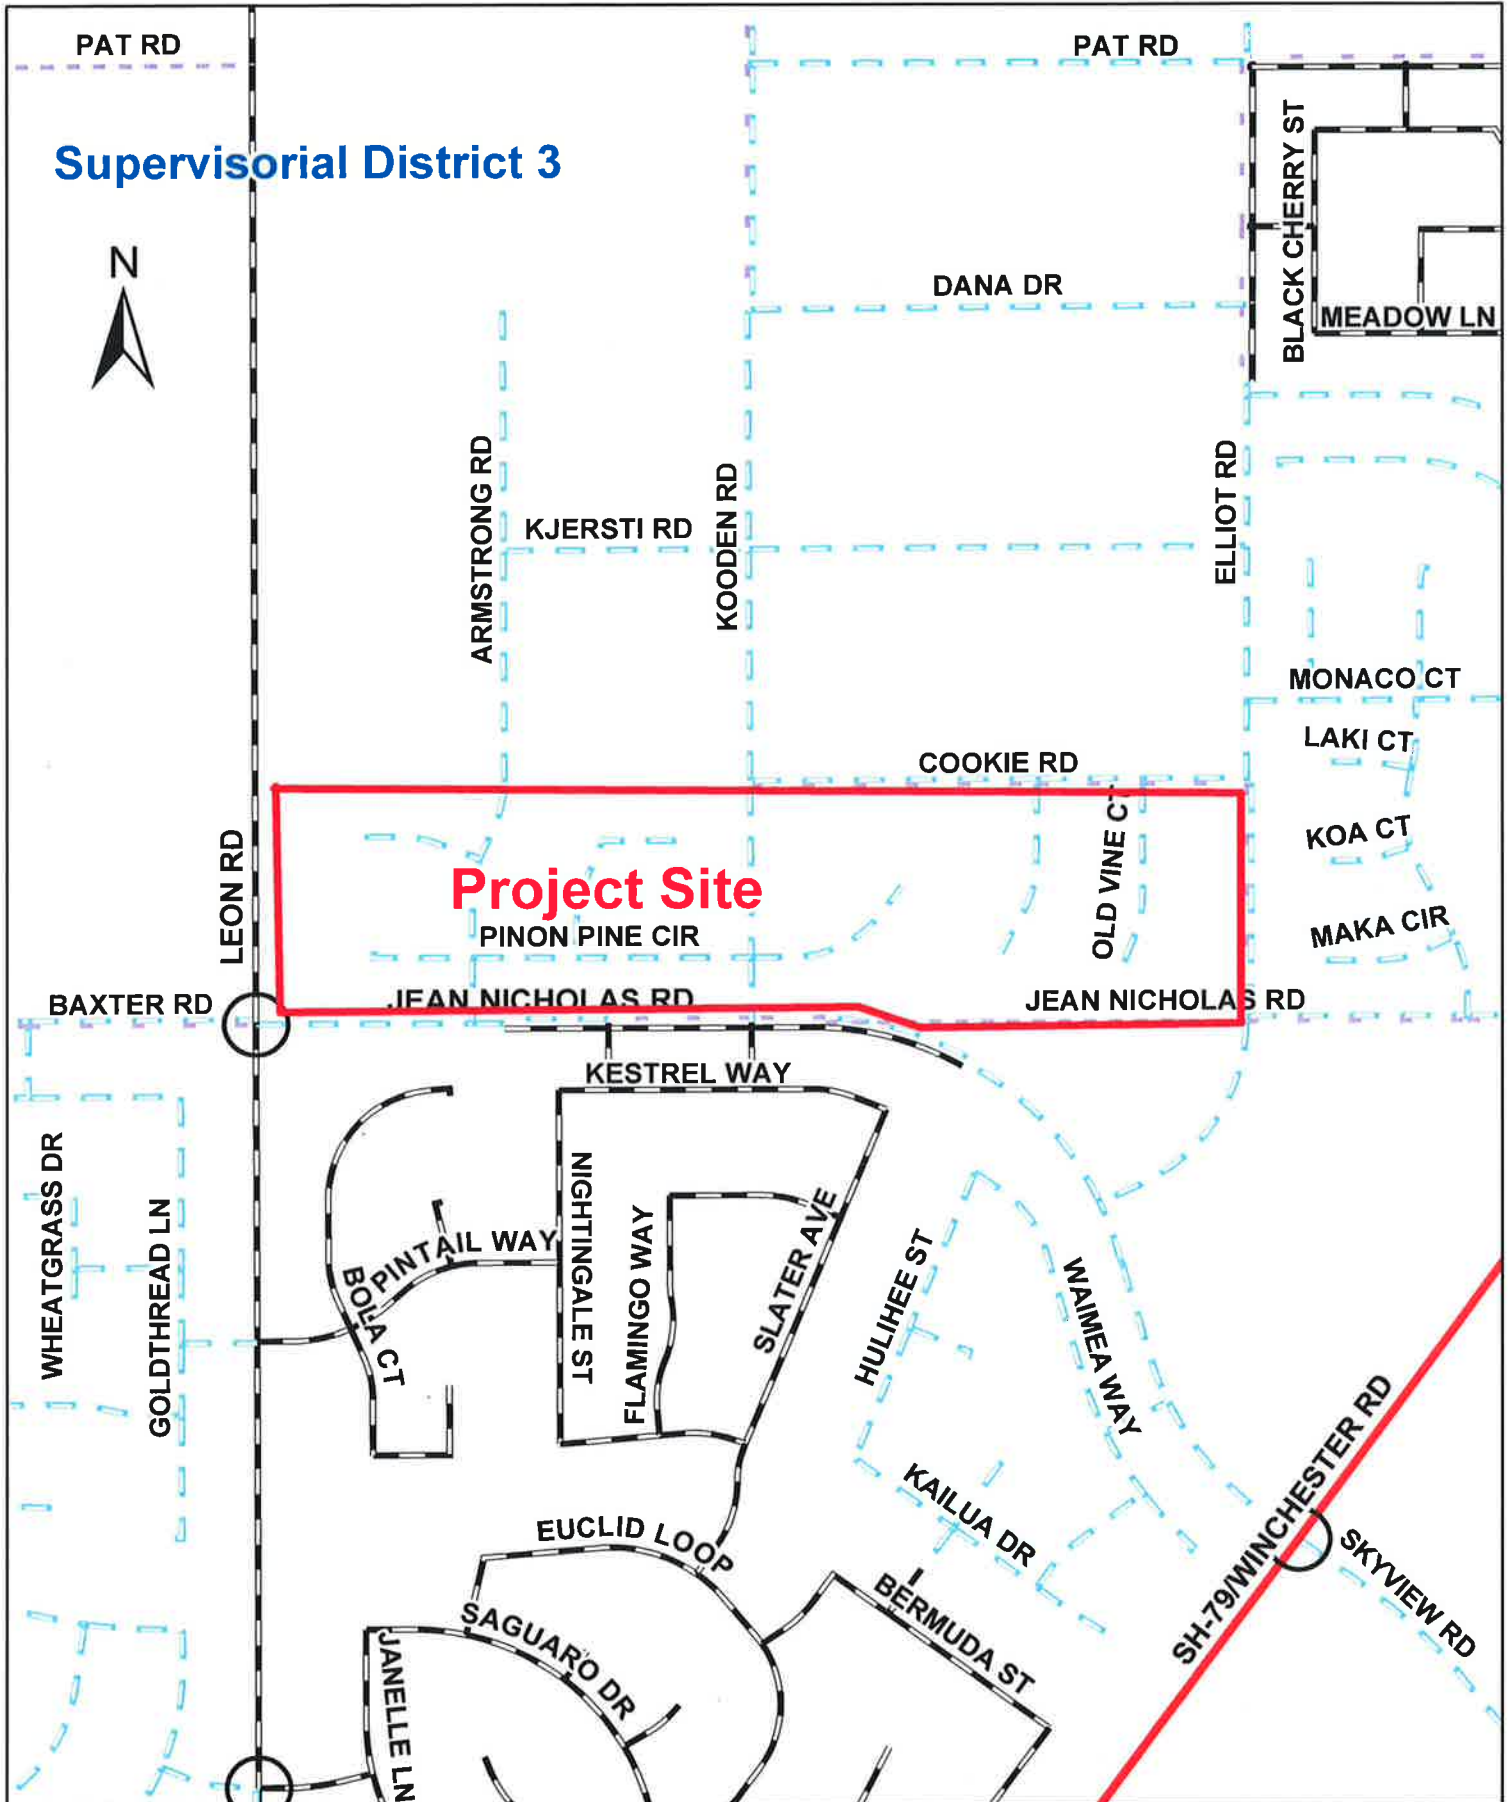 PAT RD
PAT RD
Supervisorial District 3
BLACK CHERRY ST
N
DANA DR
MEADOW LN
ARMSTRONG RD
KOODEN RD
ELLIOT RD
KJERSTI RD
MONACO CT
LAKI CT
COOKIE RD
OLD VINE CT
KOA CT
LEON RD
Project Site
PINON PINE CIR
MAKA CIR
BAXTER RD
JEAN NICHOLAS RD
JEAN NICHOLAS RD
KESTREL WAY
WHEATGRASS DR
GOLDTHREAD LN
PINTAIL WAY
BOLA CT
NIGHTINGALE ST
FLAMINGO WAY
SLATER AVE
HULIHEE ST
WAIMEA WAY
SH-79/WINCHESTER RD
KAILUA DR
EUCLID LOOP
SKYVIEW RD
BERMUDA ST
SAGUARO DR
JANELLE LN